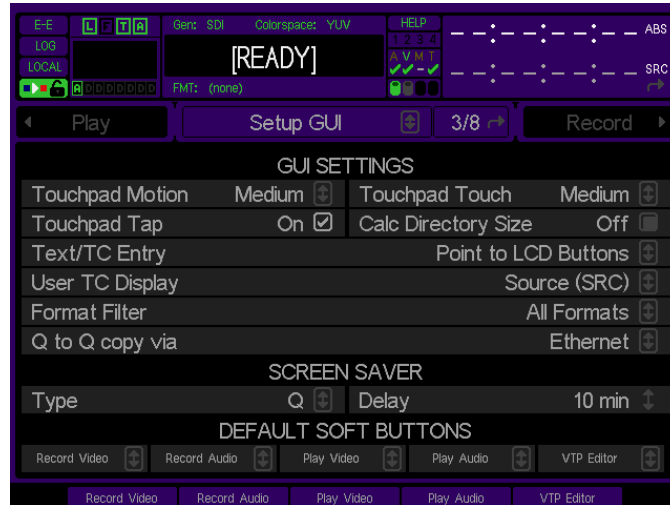 E-E L F T A Gen: SDI Colorspace: YUV HELP --:--:--:-- ABS
LOG 1 2 3 4
LOCAL [READY] A V M T --:--:--:-- SRC
A D D D D D D D FMT: (none)
Play Setup GUI 3/8 Record
GUI SETTINGS
Touchpad Motion Medium Touchpad Touch Medium
Touchpad Tap On Calc Directory Size Off
Text/TC Entry Point to LCD Buttons
User TC Display Source (SRC)
Format Filter All Formats
Q to Q copy via Ethernet
SCREEN SAVER
Type Q Delay 10 min
DEFAULT SOFT BUTTONS
Record Video Record Audio Play Video Play Audio VTP Editor
Record Video Record Audio Play Video Play Audio VTP Editor